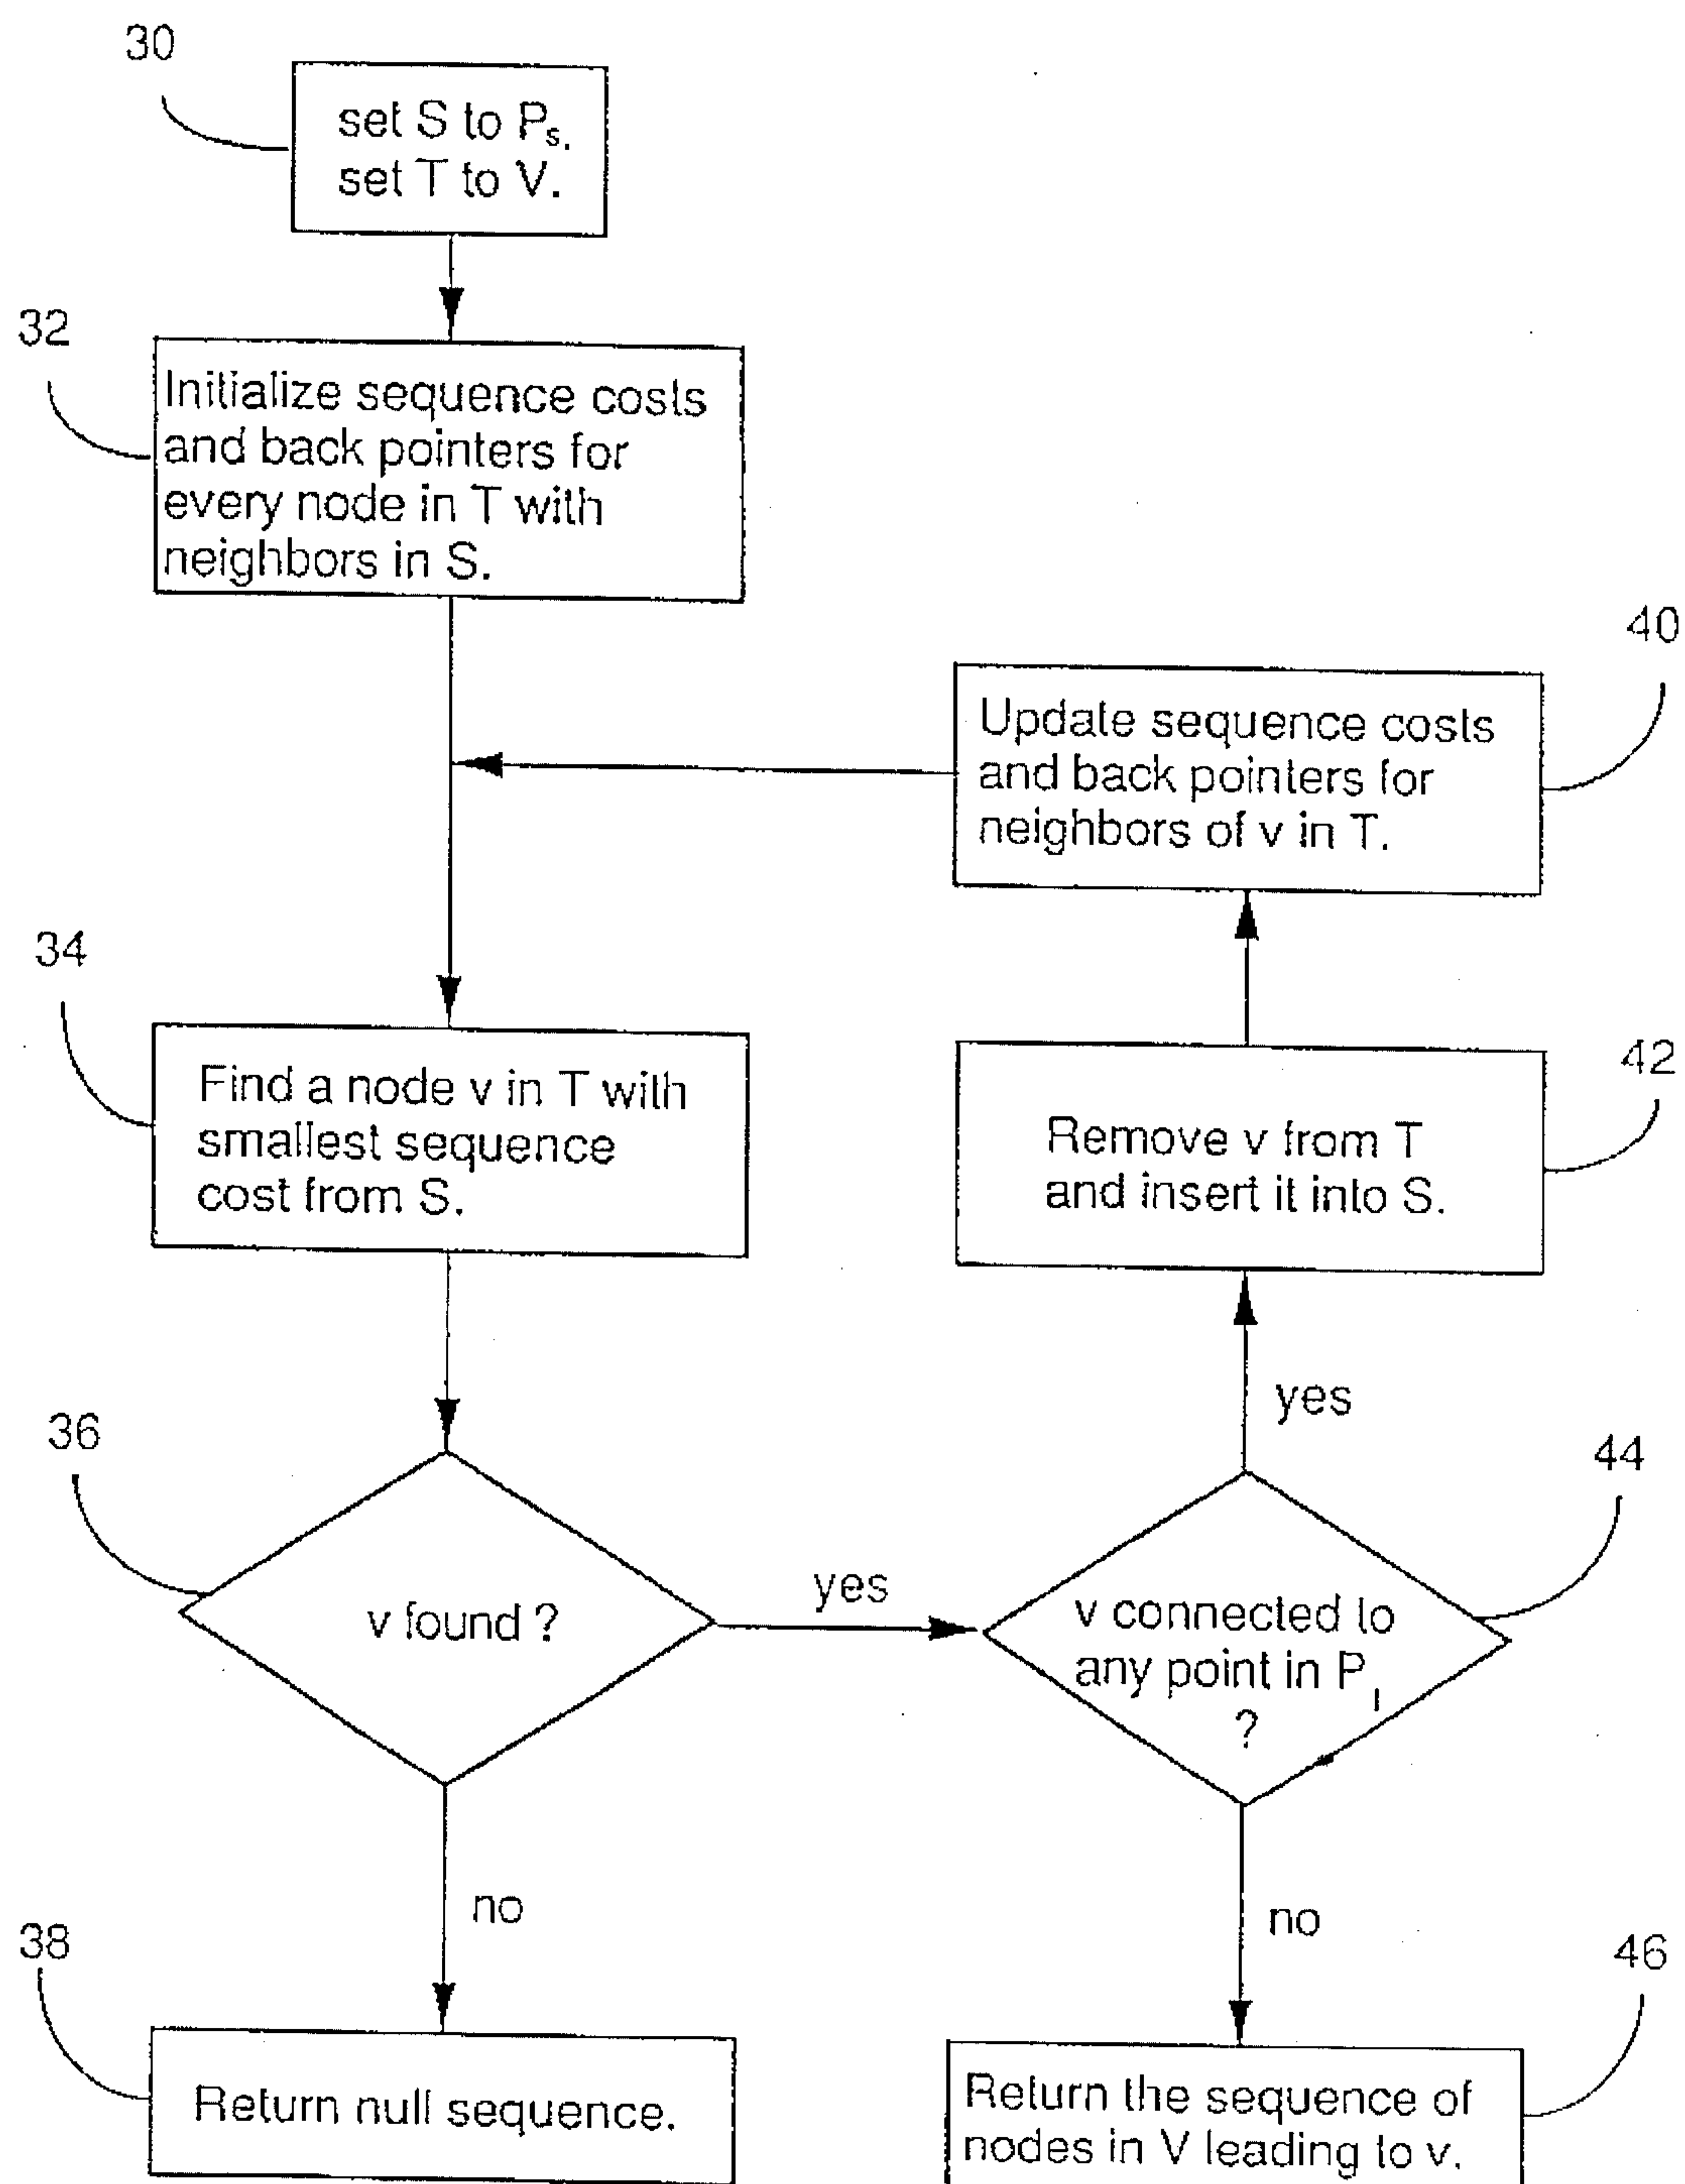 30
set S to Ps.
set T to V.
32
Initialize sequence costs
and back pointers for
every node in T with
neighbors in S.
40
Update sequence costs
and back pointers for
neighbors of v in T.
34
Find a node v in T with
smallest sequence
cost from S.
42
Remove v from T
and insert it into S.
yes
36
v found ?
yes
44
v connected to
any point in Pl
?
no
no
38
Return null sequence.
46
Return the sequence of
nodes in V leading to v.